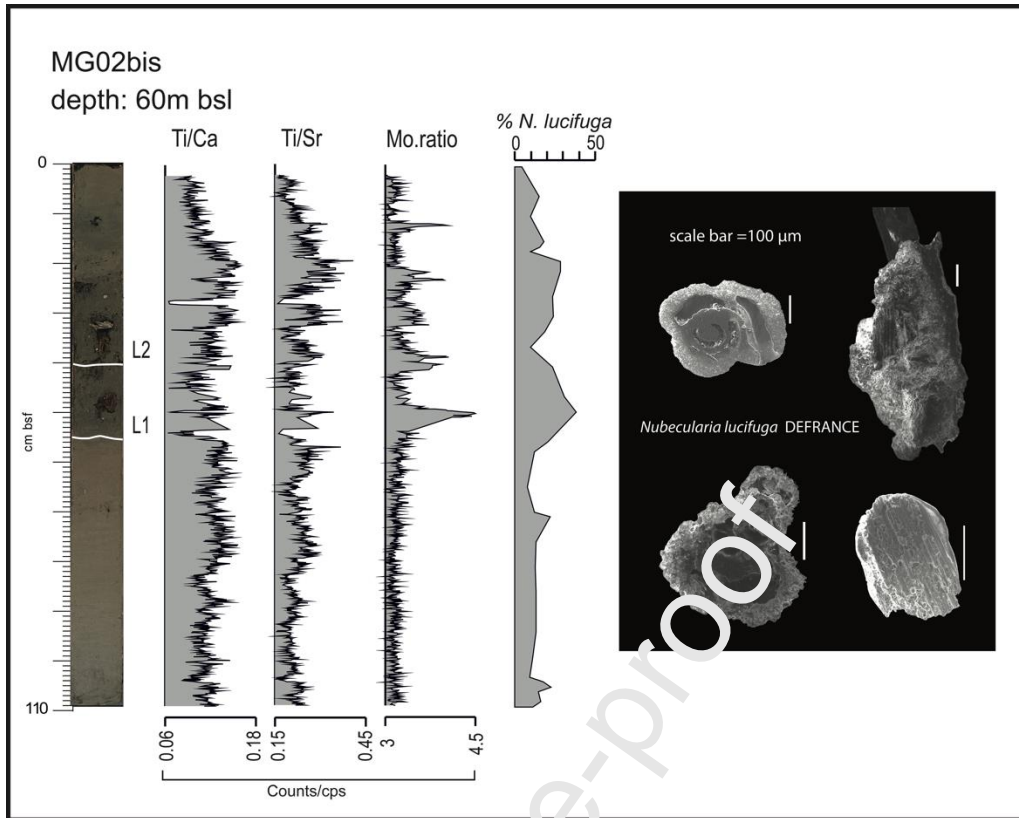 MG02bis
depth: 60m bsl
Ti/Ca
Ti/Sr
Mo.ratio
% N. lucifuga
0 50
0
L2
L1
cm bsf
110
0.06
0.18
0.15
0.45
3
4.5
Counts/cps
scale bar =100 µm
Nubecularia lucifuga DEFRANCE
e-proof